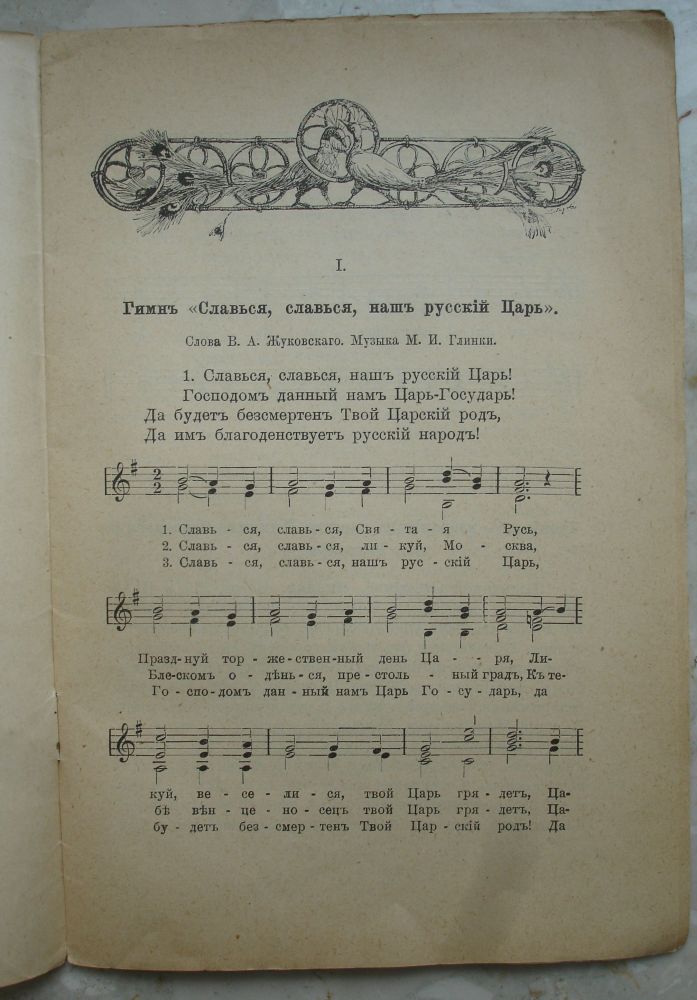 I.
Гимнъ «Славься, славься, нашъ русскій Царь».
Слова В. А. Жуковскаго. Музыка М. И. Глинки.
1. Славься, славься, нашъ русскій Царь!
Господомъ данный намъ Царь-Государь!
Да будетъ безсмертенъ Твой Царскій родъ,
Да имъ благоденствуетъ русскій народъ!
1. Славь - ся, славь - ся, Свя - та - я Русь,
2. Славь - ся, славь - ся, ли - куй, Мо - сква,
3. Славь - ся, славь - ся, нашъ рус - скій Царь,
Празд-нуй тор - же-ствен-ный день Ца - - ря, Ли-
Бле-скомъ о - дѣнь-ся, пре-столь - ный градъ, Къ те-
Го - спо-домъ дан - ный намъ Царь Го - су - дарь, да
куй, ве - се - ли - ся, твой Царь гря - детъ, Ца-
бѣ вѣн - це - но - сецъ твой Царь гря - детъ, Ца-
бу - детъ без - смер - тенъ Твой Цар - скій родъ! Да